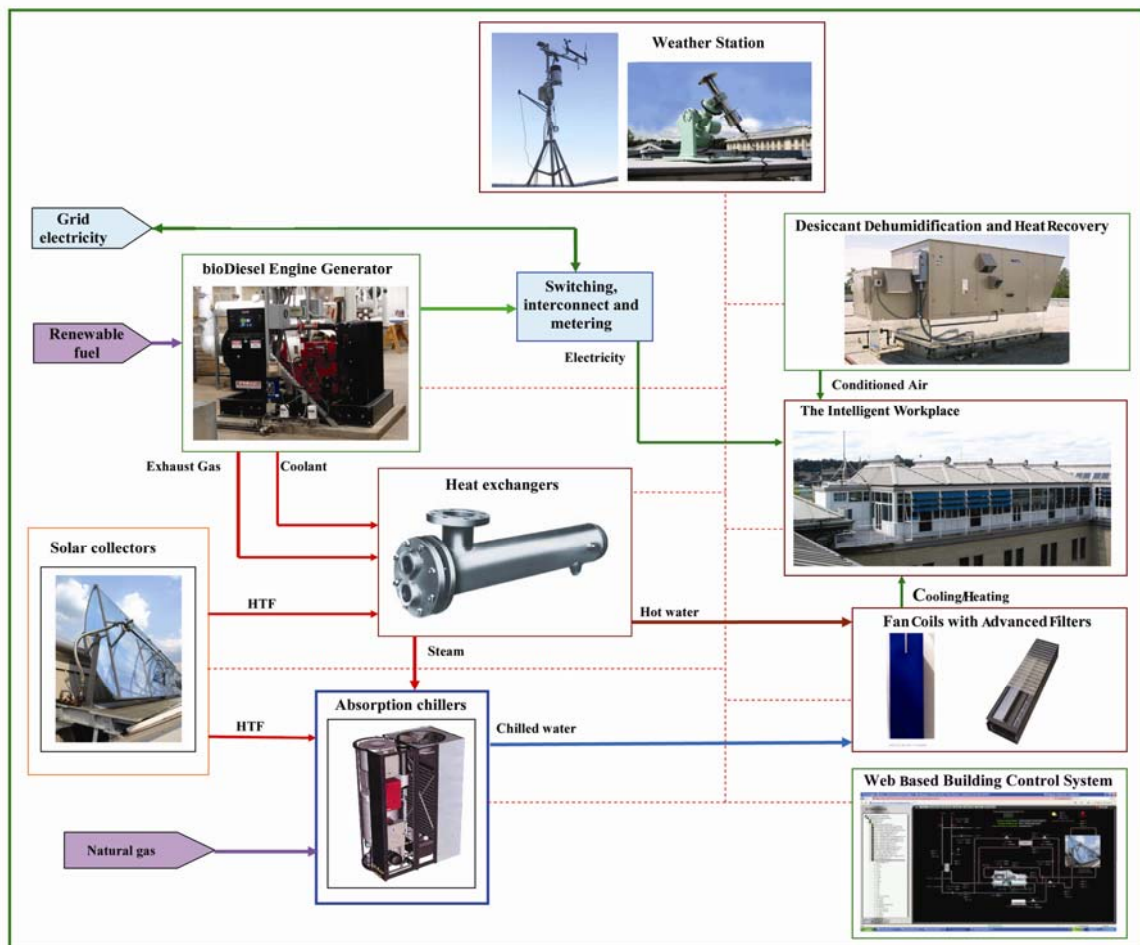 Weather Station
Grid
electricity
Desiccant Dehumidification and Heat Recovery
bioDiesel Engine Generator
Switching,
interconnect and
metering
Renewable
fuel
Electricity
Conditioned Air
The Intelligent Workplace
Exhaust Gas
Coolant
Heat exchangers
Solar collectors
HTF
Hot water
Cooling/Heating
Fan Coils with Advanced Filters
Steam
Absorption chillers
HTF
Chilled water
Web Based Building Control System
Natural gas